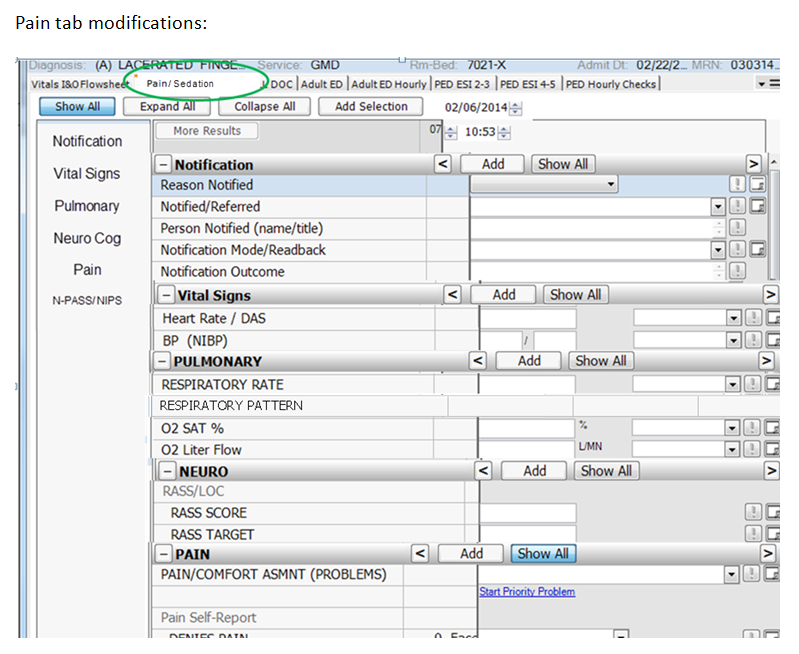 Pain tab modifications:
Diagnosis: (A) LACERATED FINGE... Service: GMD Rm-Bed: 7021-X Admit Dt: 02/22/2... MRN: 030314...
Vitals I&O Flowsheet Pain/Sedation DOC Adult ED Adult ED Hourly PED ESI 2-3 PED ESI 4-5 PED Hourly Checks
Show All Expand All Collapse All Add Selection 02/06/2014
More Results 07 10:53
Notification
Vital Signs
Pulmonary
Neuro Cog
Pain
N-PASS/NIPS
− Notification < Add Show All >
Reason Notified
Notified/Referred
Person Notified (name/title)
Notification Mode/Readback
Notification Outcome
− Vital Signs < Add Show All >
Heart Rate / DAS
BP (NIBP) /
− PULMONARY < Add Show All >
RESPIRATORY RATE
RESPIRATORY PATTERN
O2 SAT % %
O2 Liter Flow L/MN
− NEURO < Add Show All >
RASS/LOC
RASS SCORE
RASS TARGET
− PAIN < Add Show All >
PAIN/COMFORT ASMNT (PROBLEMS)
Start Priority Problem
Pain Self-Report
DENIES PAIN 0 Face